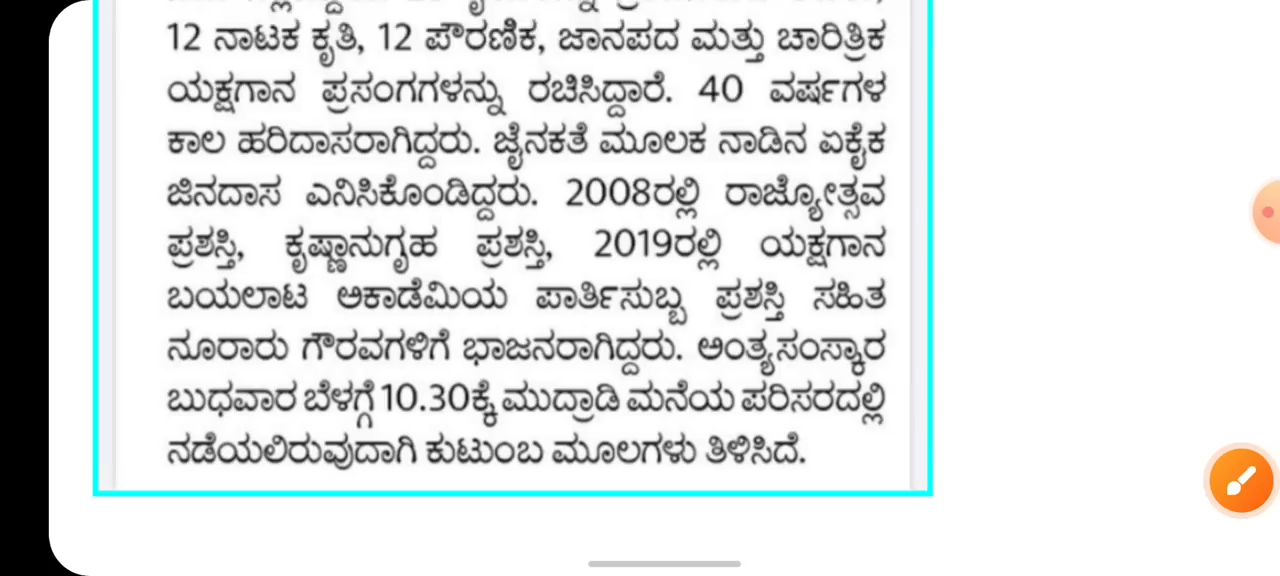 12 ನಾಟಕ ಕೃತಿ, 12 ಪೌರಣಿಕ, ಜಾನಪದ ಮತ್ತು ಚಾರಿತ್ರಿಕ
ಯಕ್ಷಗಾನ ಪ್ರಸಂಗಗಳನ್ನು ರಚಿಸಿದ್ದಾರೆ. 40 ವರ್ಷಗಳ
ಕಾಲ ಹರಿದಾಸರಾಗಿದ್ದರು. ಜೈನಕತೆ ಮೂಲಕ ನಾಡಿನ ಏಕೈಕ
ಜಿನದಾಸ ಎನಿಸಿಕೊಂಡಿದ್ದರು. 2008ರಲ್ಲಿ ರಾಜ್ಯೋತ್ಸವ
ಪ್ರಶಸ್ತಿ, ಕೃಷ್ಣಾನುಗೃಹ ಪ್ರಶಸ್ತಿ, 2019ರಲ್ಲಿ ಯಕ್ಷಗಾನ
ಬಯಲಾಟ ಅಕಾಡೆಮಿಯ ಪಾರ್ತಿಸುಬ್ಬ ಪ್ರಶಸ್ತಿ ಸಹಿತ
ನೂರಾರು ಗೌರವಗಳಿಗೆ ಭಾಜನರಾಗಿದ್ದರು. ಅಂತ್ಯಸಂಸ್ಕಾರ
ಬುಧವಾರ ಬೆಳಗ್ಗೆ 10.30ಕ್ಕೆ ಮುದ್ರಾಡಿ ಮನೆಯ ಪರಿಸರದಲ್ಲಿ
ನಡೆಯಲಿರುವುದಾಗಿ ಕುಟುಂಬ ಮೂಲಗಳು ತಿಳಿಸಿದೆ.